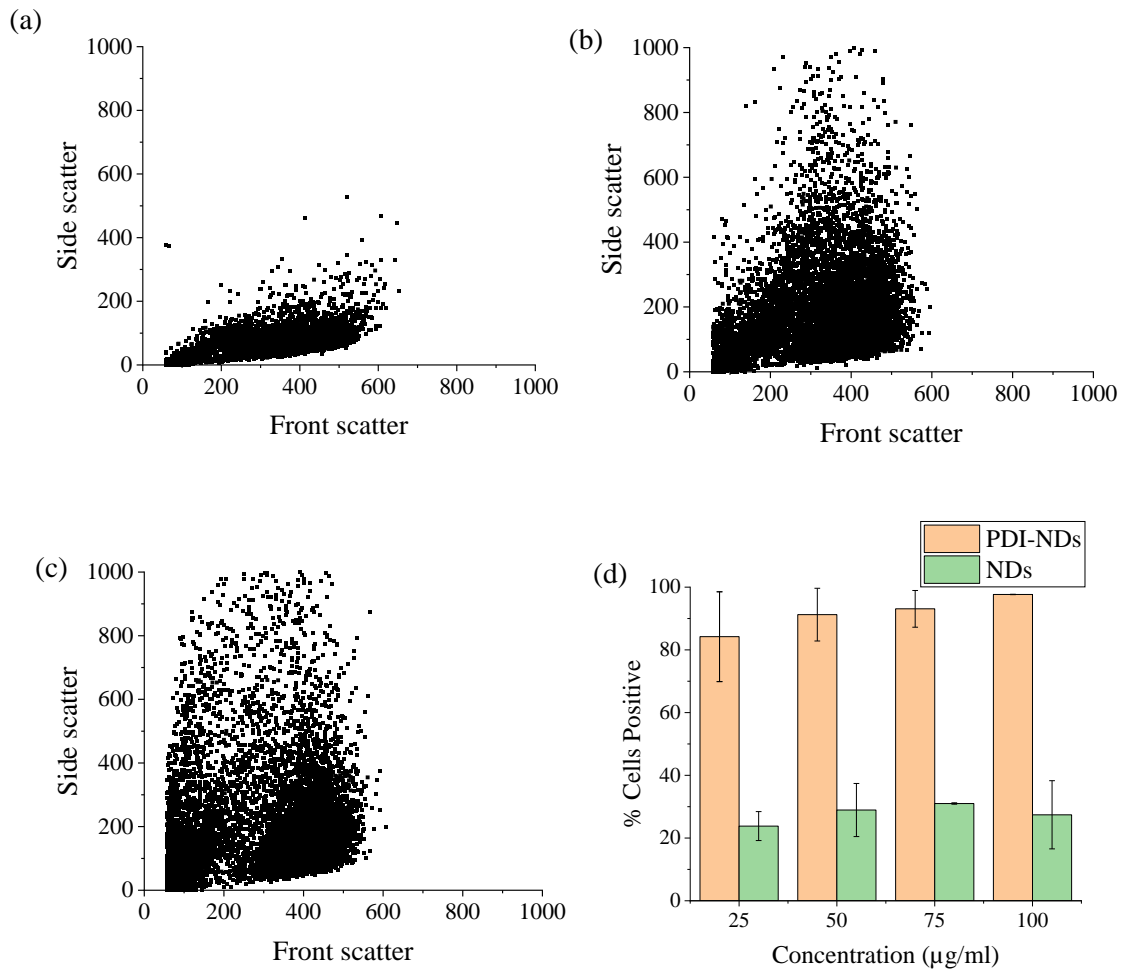 (a)
1000
800
600
400
200
0
Side scatter
0 200 400 600 800 1000
Front scatter
(b)
1000
800
600
400
200
0
Side scatter
0 200 400 600 800 1000
Front scatter
(c)
1000
800
600
400
200
0
Side scatter
0 200 400 600 800 1000
Front scatter
PDI-NDs
NDs
(d)
100
80
60
40
20
0
% Cells Positive
25 50 75 100
Concentration (µg/ml)